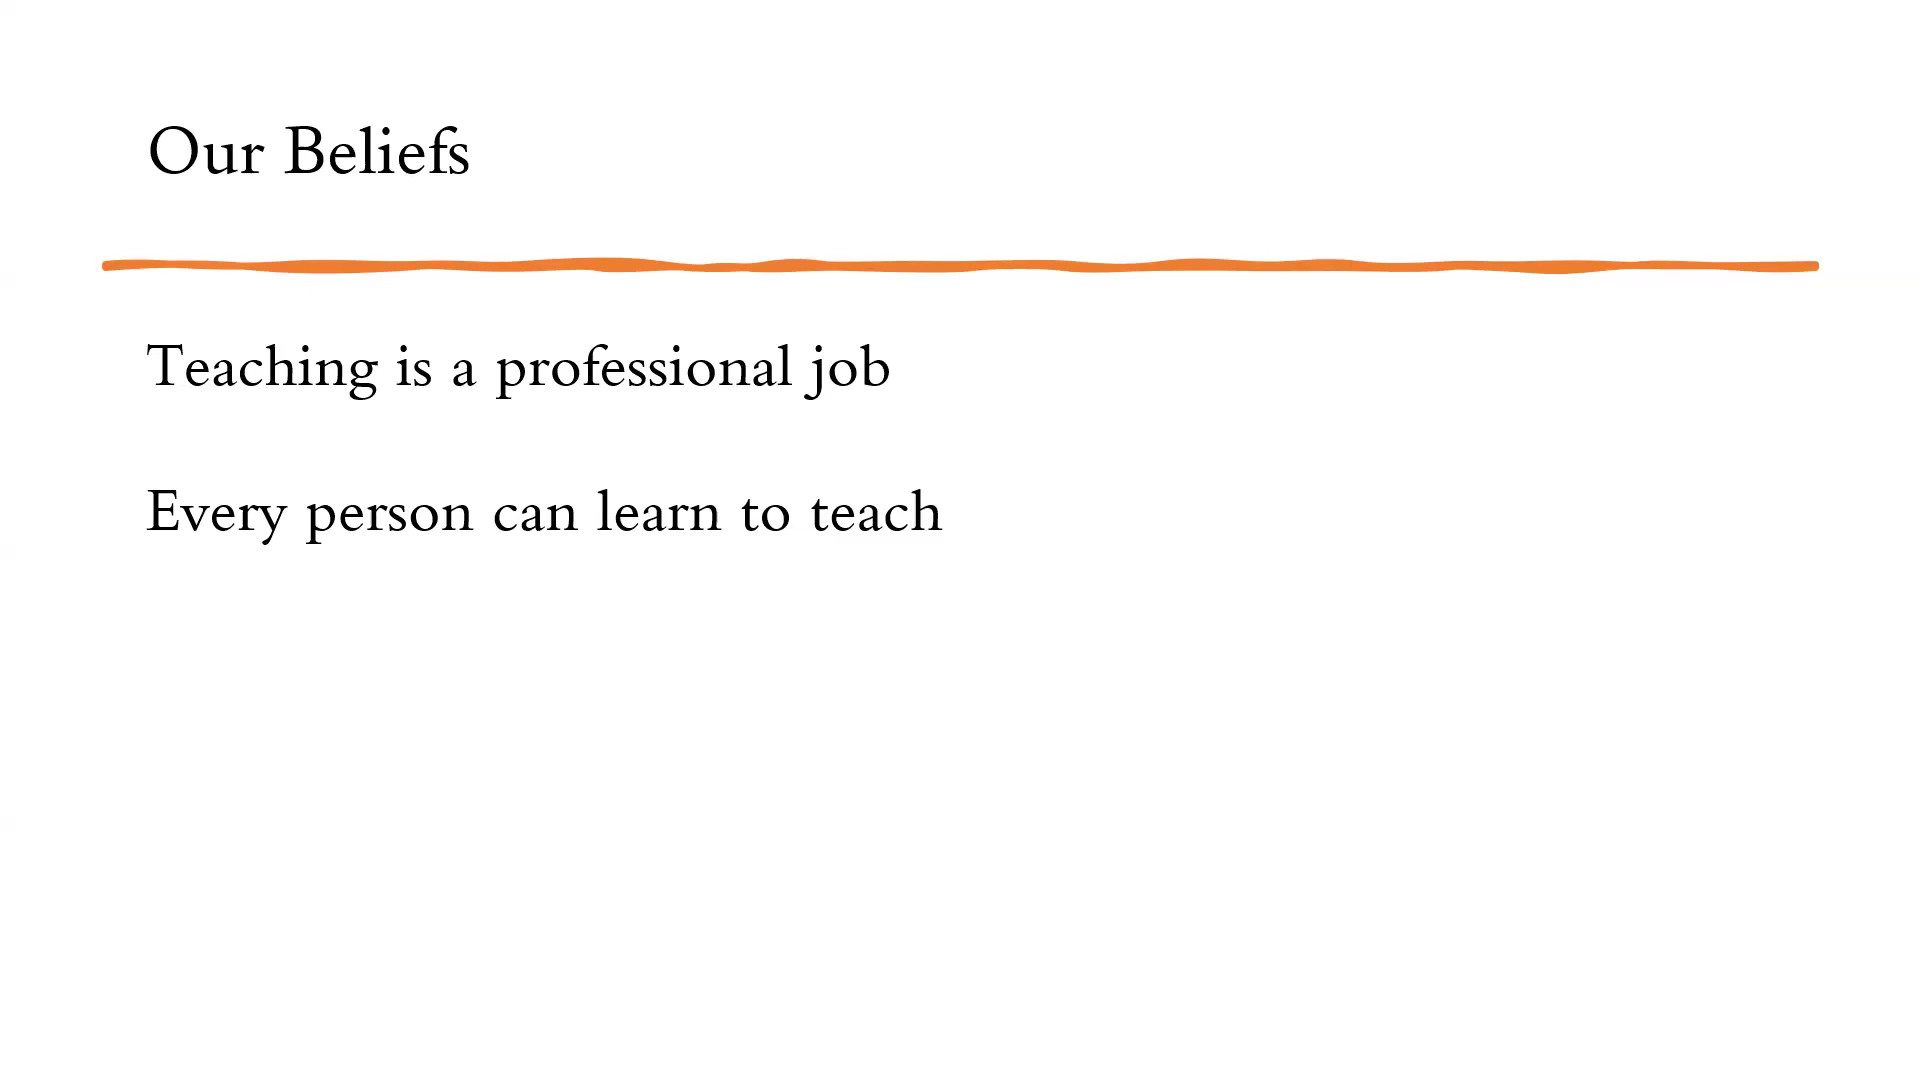 Our Beliefs
Teaching is a professional job
Every person can learn to teach